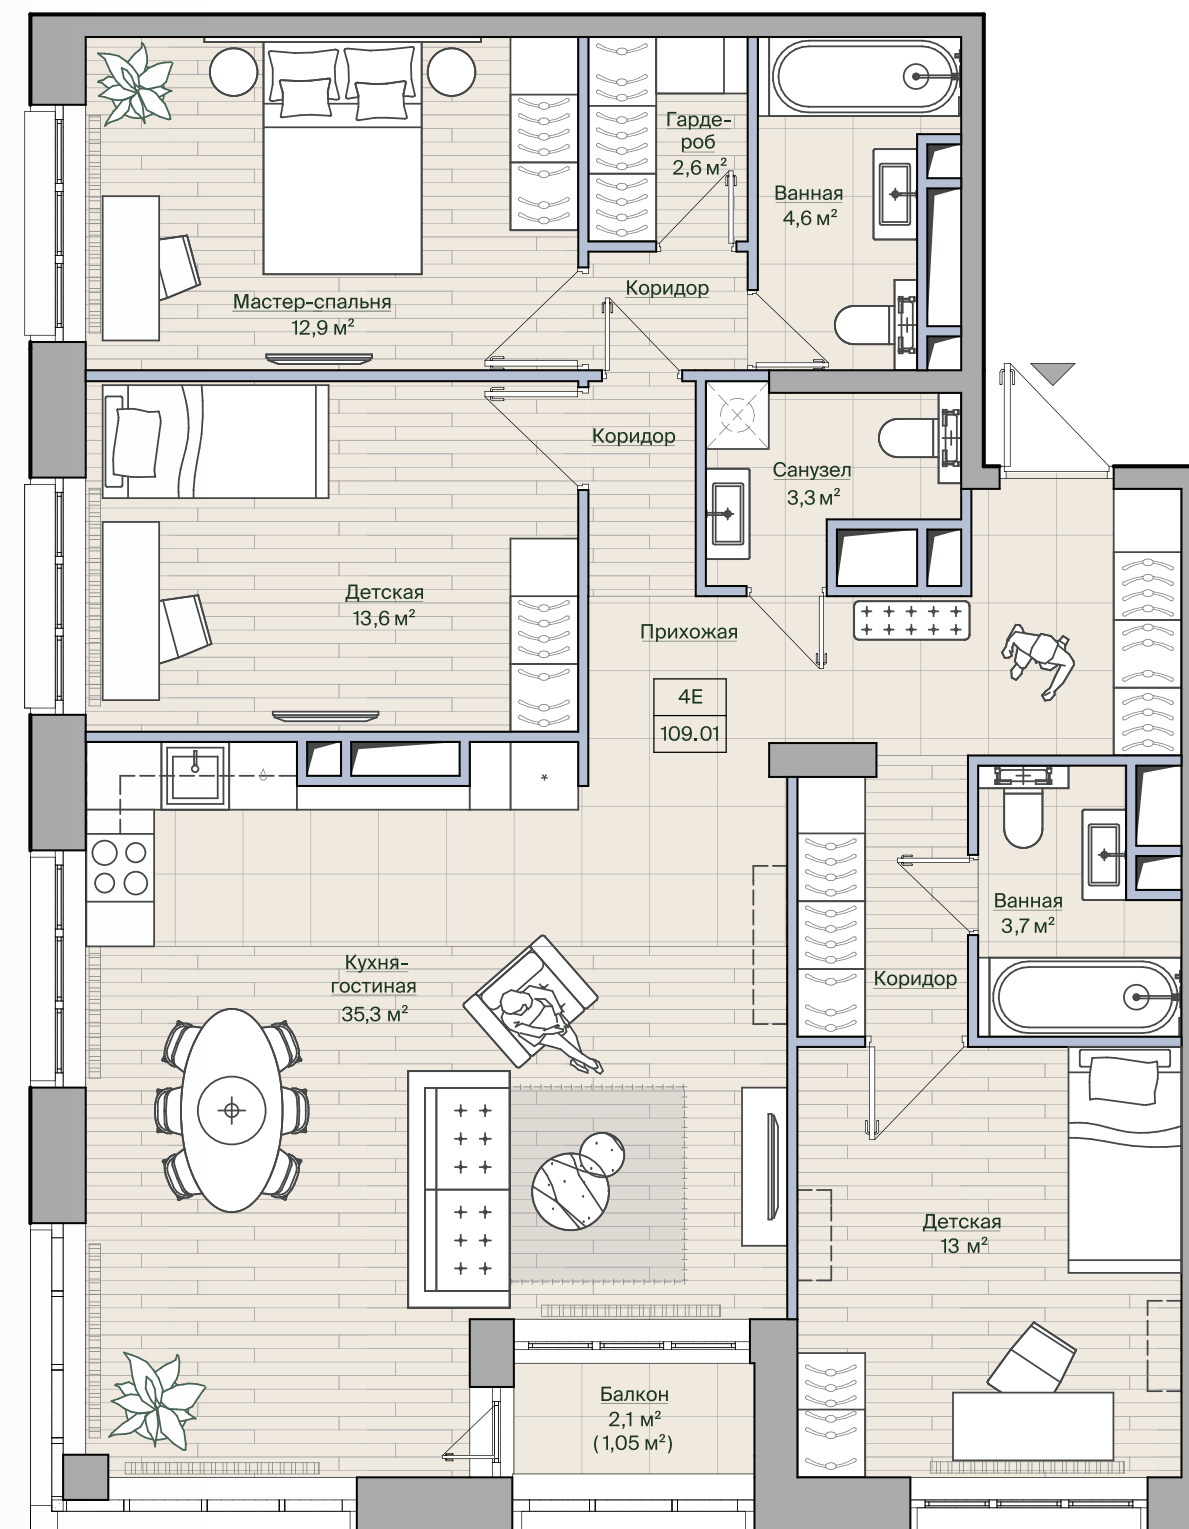 Гарде-
роб
2,6 м²
Ванная
4,6 м²
Коридор
Мастер-спальня
12,9 м²
Коридор
Санузел
3,3 м²
Детская
13,6 м²
Прихожая
4Е
109.01
Ванная
3,7 м²
Кухня-
гостиная
35,3 м²
Коридор
Детская
13 м²
Балкон
2,1 м²
(1,05 м²)